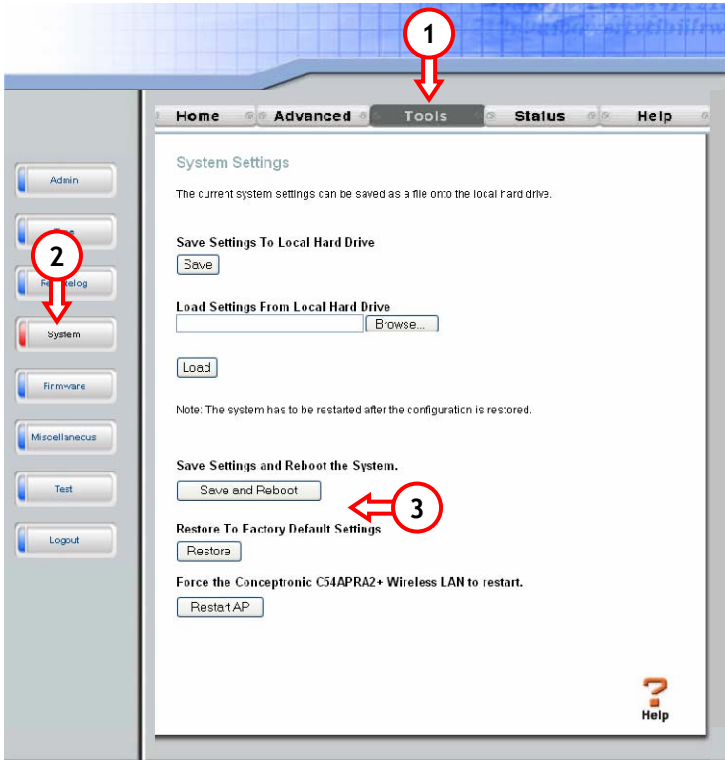 1
Home Advanced Tools Status Help
System Settings
The current system settings can be saved as a file onto the local hard drive.
Admin
Save Settings To Local Hard Drive
Save
2
Load Settings From Local Hard Drive
Browse...
System
Load
Firmware
Note: The system has to be restarted after the configuration is restored.
Miscellanecus
Save Settings and Reboot the System.
Save and Reboot
Test
3
Restore To Factory Default Settings
Restore
Logout
Force the Conceptronic C54APRA2+ Wireless LAN to restart.
Restart AP
Help